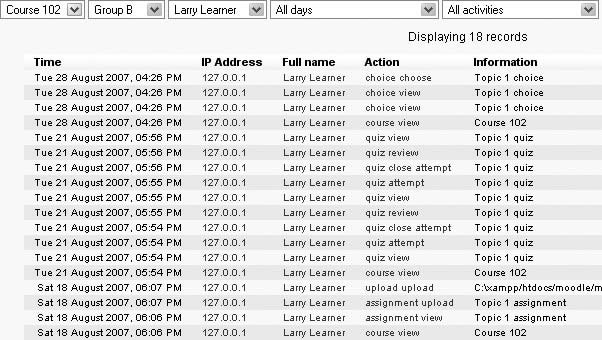 Course 102 Group B Larry Learner All days All activities
Displaying 18 records
Time IP Address Full name Action Information
Tue 28 August 2007, 04:26 PM 127.0.0.1 Larry Learner choice choose Topic 1 choice
Tue 28 August 2007, 04:26 PM 127.0.0.1 Larry Learner choice view Topic 1 choice
Tue 28 August 2007, 04:26 PM 127.0.0.1 Larry Learner choice view Topic 1 choice
Tue 28 August 2007, 04:26 PM 127.0.0.1 Larry Learner course view Course 102
Tue 21 August 2007, 05:56 PM 127.0.0.1 Larry Learner quiz view Topic 1 quiz
Tue 21 August 2007, 05:56 PM 127.0.0.1 Larry Learner quiz review Topic 1 quiz
Tue 21 August 2007, 05:56 PM 127.0.0.1 Larry Learner quiz close attempt Topic 1 quiz
Tue 21 August 2007, 05:55 PM 127.0.0.1 Larry Learner quiz attempt Topic 1 quiz
Tue 21 August 2007, 05:55 PM 127.0.0.1 Larry Learner quiz view Topic 1 quiz
Tue 21 August 2007, 05:55 PM 127.0.0.1 Larry Learner quiz review Topic 1 quiz
Tue 21 August 2007, 05:54 PM 127.0.0.1 Larry Learner quiz close attempt Topic 1 quiz
Tue 21 August 2007, 05:54 PM 127.0.0.1 Larry Learner quiz attempt Topic 1 quiz
Tue 21 August 2007, 05:54 PM 127.0.0.1 Larry Learner quiz view Topic 1 quiz
Tue 21 August 2007, 05:54 PM 127.0.0.1 Larry Learner course view Course 102
Sat 18 August 2007, 06:07 PM 127.0.0.1 Larry Learner upload upload C:\xampp/htdocs/moodle/m
Sat 18 August 2007, 06:07 PM 127.0.0.1 Larry Learner assignment upload Topic 1 assignment
Sat 18 August 2007, 06:06 PM 127.0.0.1 Larry Learner assignment view Topic 1 assignment
Sat 18 August 2007, 06:06 PM 127.0.0.1 Larry Learner course view Course 102